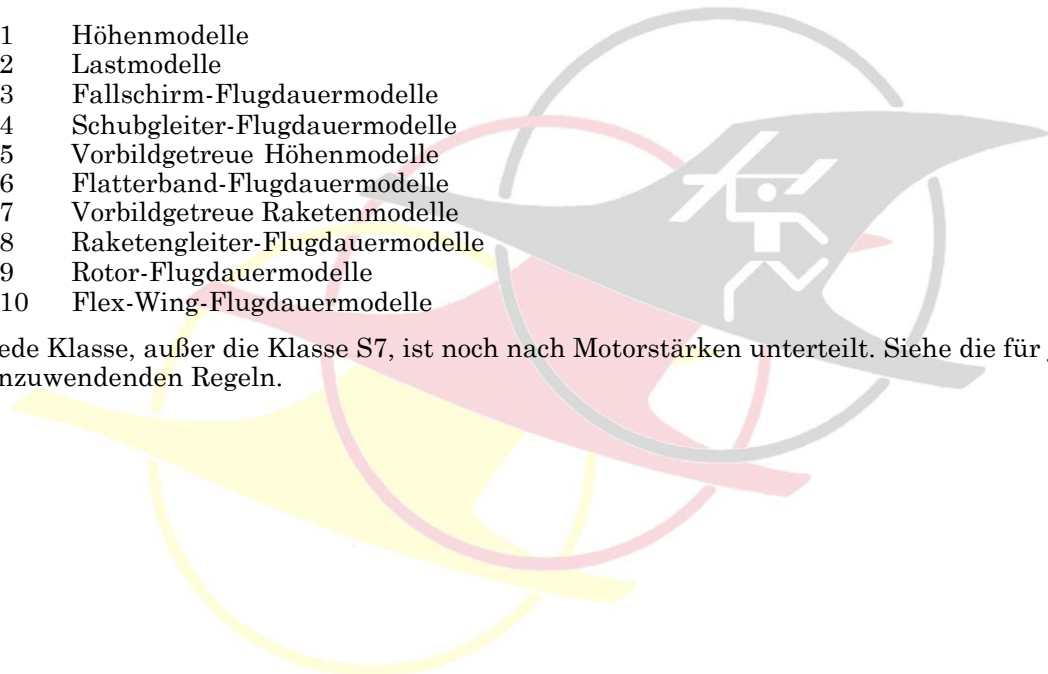 1 Höhenmodelle
2 Lastmodelle
3 Fallschirm-Flugdauermodelle
4 Schubgleiter-Flugdauermodelle
5 Vorbildgetreue Höhenmodelle
6 Flatterband-Flugdauermodelle
7 Vorbildgetreue Raketenmodelle
8 Raketengleiter-Flugdauermodelle
9 Rotor-Flugdauermodelle
10 Flex-Wing-Flugdauermodelle
ede Klasse, außer die Klasse S7, ist noch nach Motorstärken unterteilt. Siehe die für
nzuwendenden Regeln.